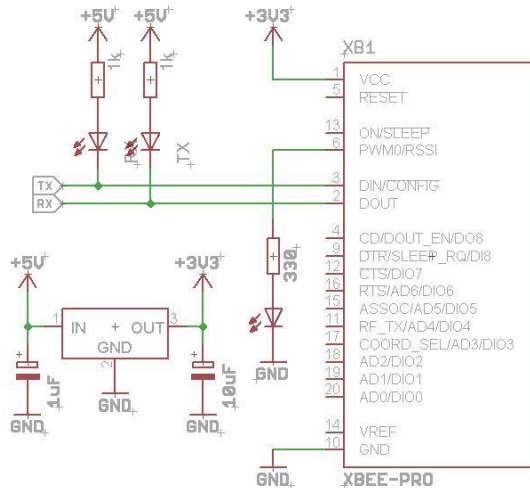 +5V
+5V
+3V3
XB1
1k
1k
1 VCC
5 RESET
13 ON/SLEEP
6 PWM0/RSSI
RX
TX
TX
RX
3 DIN/CONFIG
2 DOUT
4 CD/DOUT_EN/DO8
9 DTR/SLEEP_RQ/DI8
12 CTS/DIO7
16 RTS/AD6/DIO6
15 ASSOC/AD5/DIO5
11 RF_TX/AD4/DIO4
17 COORD_SEL/AD3/DIO3
18 AD2/DIO2
19 AD1/DIO1
20 AD0/DIO0
14 VREF
10 GND
330
GND
+5V
+3V3
1 IN OUT 3
GND
2
1uF
10uF
GND
GND
GND
GND
XBEE-PRO